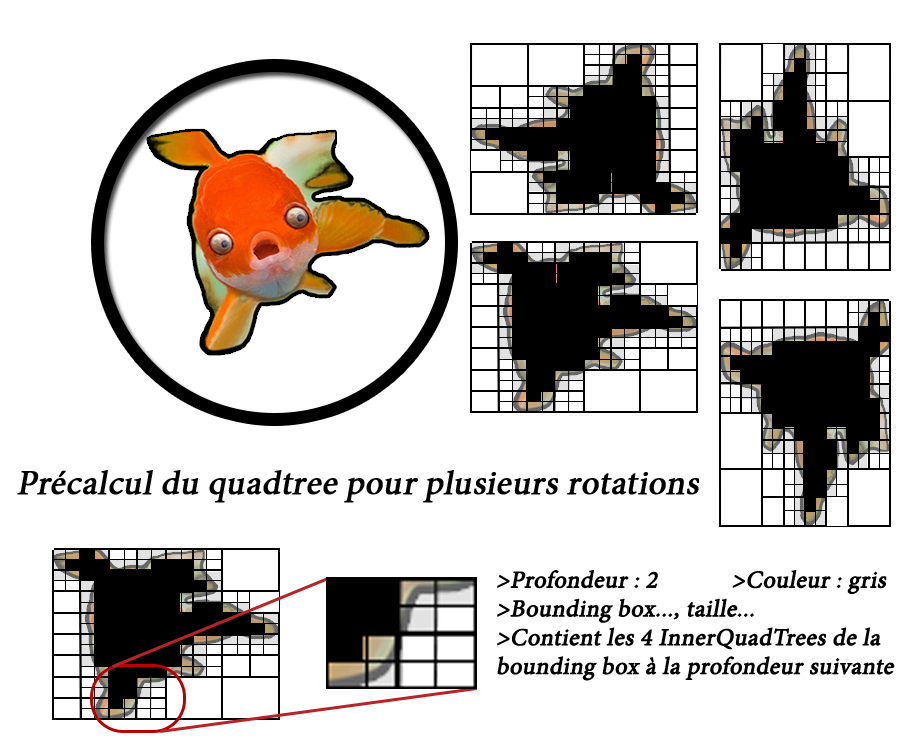 Précalcul du quadtree pour plusieurs rotations
>Profondeur : 2 >Couleur : gris
>Bounding box..., taille...
>Contient les 4 InnerQuadTrees de la
bounding box à la profondeur suivante